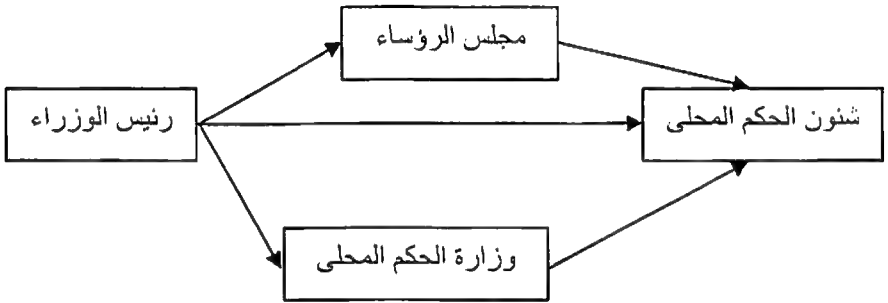 مجلس الرؤساء
رئيس الوزراء
شئون الحكم المحلى
وزارة الحكم المحلى